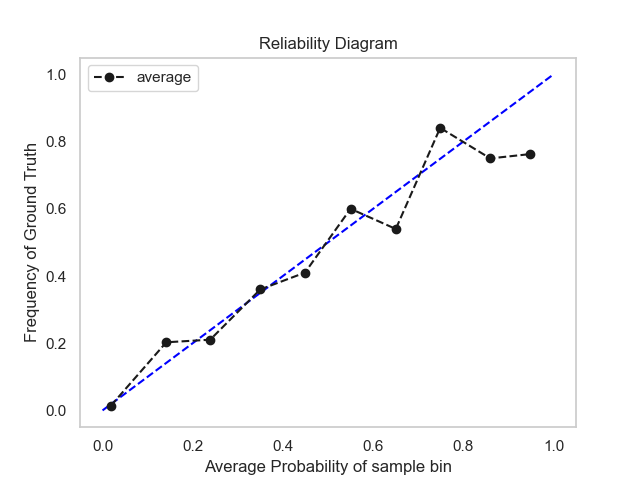 Reliability Diagram
average
Frequency of Ground Truth
1.0
0.8
0.6
0.4
0.2
0.0
0.0 0.2 0.4 0.6 0.8 1.0
Average Probability of sample bin